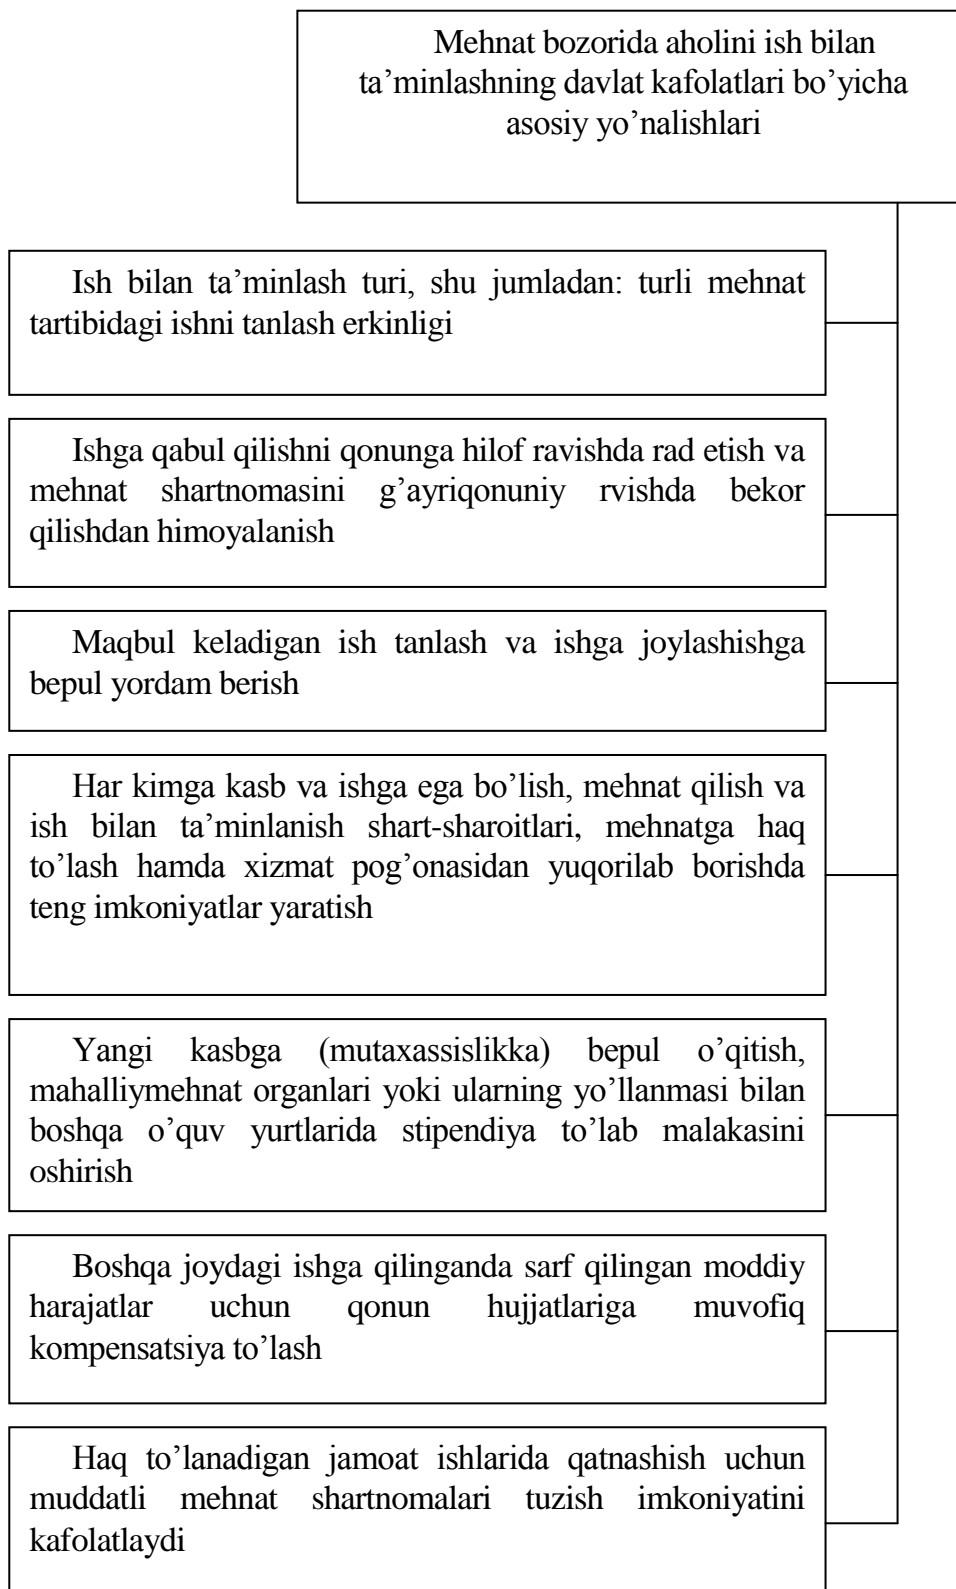 Mehnat bozorida aholini ish bilan
ta’minlashning davlat kafolatlari bo’yicha
asosiy yo’nalishlari
Ish bilan ta’minlash turi, shu jumladan: turli mehnat
tartibidagi ishni tanlash erkinligi
Ishga qabul qilishni qonunga hilof ravishda rad etish va
mehnat shartnomasini g’ayriqonuniy rvishda bekor
qilishdan himoyalanish
Maqbul keladigan ish tanlash va ishga joylashishga
bepul yordam berish
Har kimga kasb va ishga ega bo’lish, mehnat qilish va
ish bilan ta’minlanish shart-sharoitlari, mehnatga haq
to’lash hamda xizmat pog’onasidan yuqorilab borishda
teng imkoniyatlar yaratish
Yangi kasbga (mutaxassislikka) bepul o’qitish,
mahalliymehnat organlari yoki ularning yo’llanmasi bilan
boshqa o’quv yurtlarida stipendiya to’lab malakasini
oshirish
Boshqa joydagi ishga qilinganda sarf qilingan moddiy
harajatlar uchun qonun hujjatlariga muvofiq
kompensatsiya to’lash
Haq to’lanadigan jamoat ishlarida qatnashish uchun
muddatli mehnat shartnomalari tuzish imkoniyatini
kafolatlaydi